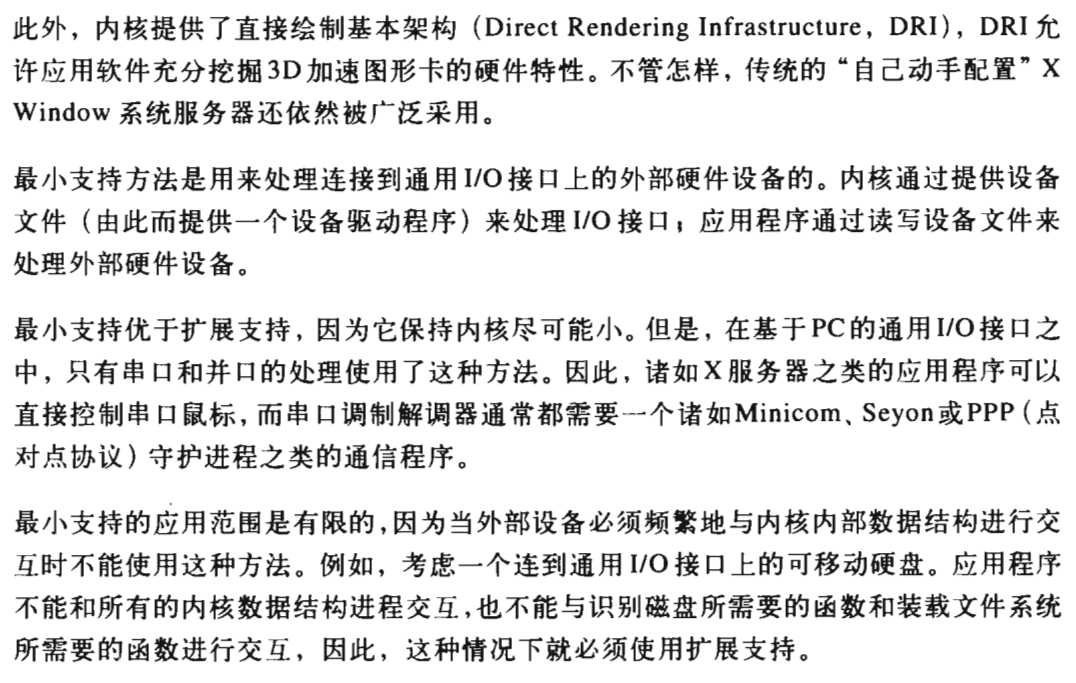 此外，内核提供了直接绘制基本架构（Direct Rendering Infrastructure，DRI），DRI允
许应用软件充分挖掘3D加速图形卡的硬件特性。不管怎样，传统的“自己动手配置”X
Window系统服务器还依然被广泛采用。
最小支持方法是用来处理连接到通用I/O接口上的外部硬件设备的。内核通过提供设备
文件（由此而提供一个设备驱动程序）来处理I/O接口；应用程序通过读写设备文件来
处理外部硬件设备。
最小支持优于扩展支持，因为它保持内核尽可能小。但是，在基于PC的通用I/O接口之
中，只有串口和并口的处理使用了这种方法。因此，诸如X服务器之类的应用程序可以
直接控制串口鼠标，而串口调制解调器通常都需要一个诸如Minicom、Seyon或PPP（点
对点协议）守护进程之类的通信程序。
最小支持的应用范围是有限的，因为当外部设备必须频繁地与内核内部数据结构进行交
互时不能使用这种方法。例如，考虑一个连到通用I/O接口上的可移动硬盘。应用程序
不能和所有的内核数据结构进程交互，也不能与识别磁盘所需要的函数和装载文件系统
所需要的函数进行交互，因此，这种情况下就必须使用扩展支持。